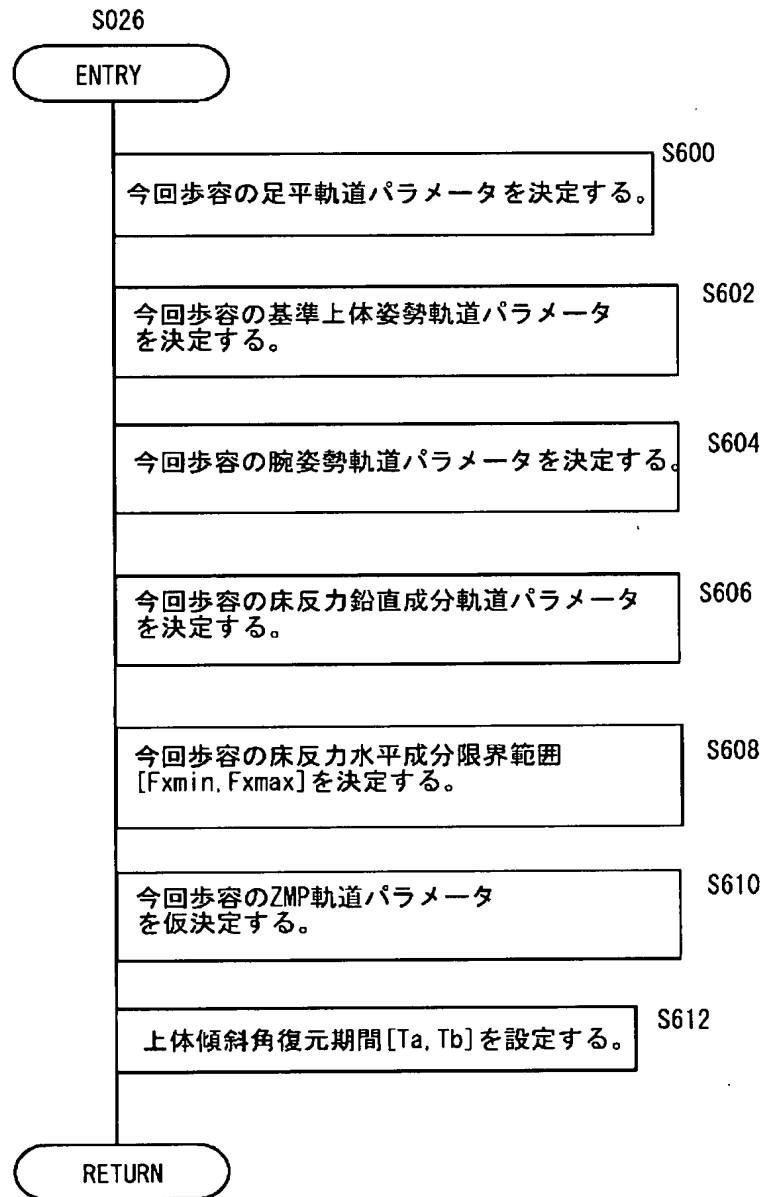 S026
ENTRY
S600
今回歩容の足平軌道パラメータを決定する。
S602
今回歩容の基準上体姿勢軌道パラメータ
を決定する。
S604
今回歩容の腕姿勢軌道パラメータを決定する。
S606
今回歩容の床反力鉛直成分軌道パラメータ
を決定する。
S608
今回歩容の床反力水平成分限界範囲
[Fxmin,Fxmax]を決定する。
S610
今回歩容のZMP軌道パラメータ
を仮決定する。
S612
上体傾斜角復元期間[Ta,Tb]を設定する。
RETURN